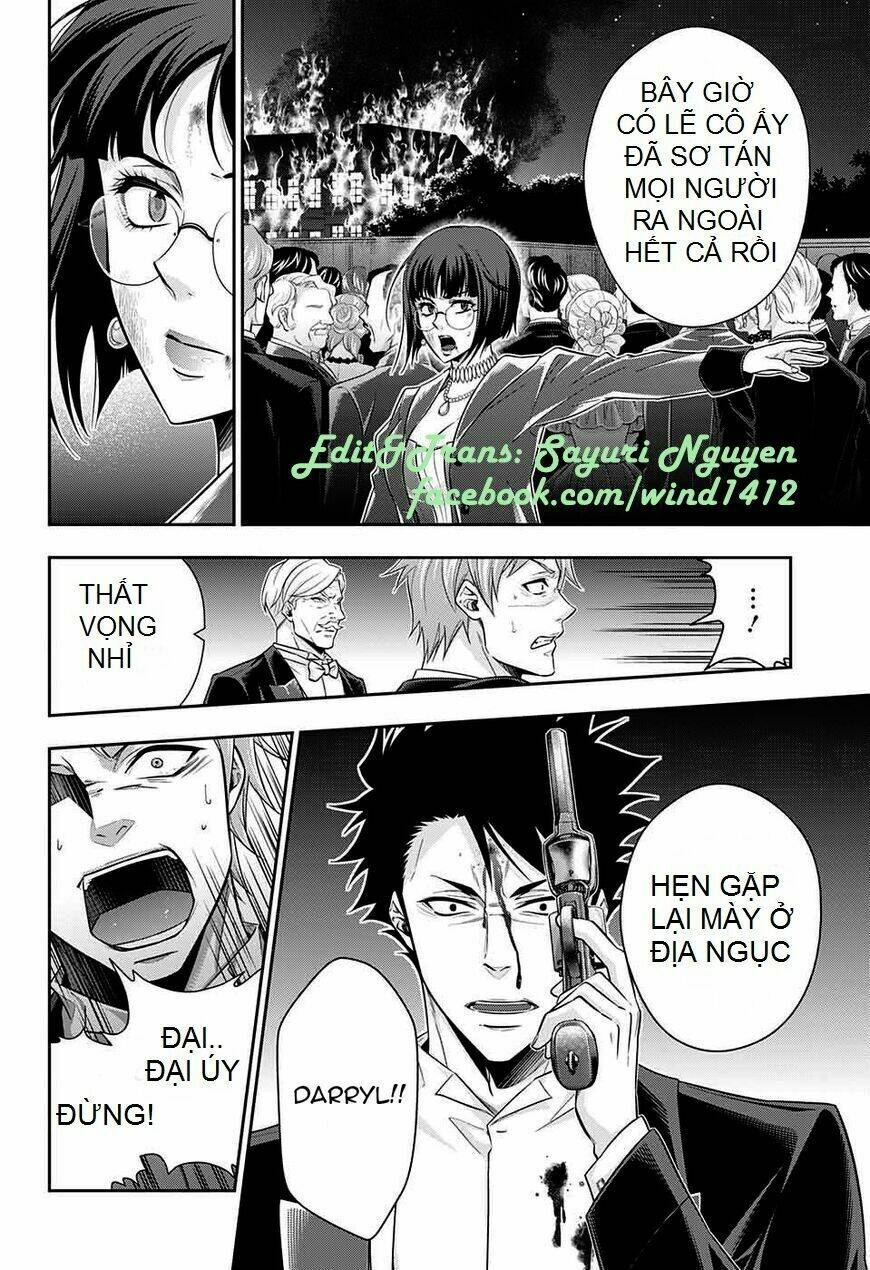 BÂY GIỜ
CÓ LẼ CÔ ẤY
ĐÃ SƠ TÁN
MỌI NGƯỜI
RA NGOÀI
HẾT CẢ RỒI
Edit&Trans: Sayuri Nguyen
facebook.com/wind1412
...!
THẤT
VỌNG
NHỈ
HẸN GẶP
LẠI MÀY Ở
ĐỊA NGỤC
DARRYL!!
ĐẠI..
ĐẠI ÚY
ĐỪNG!